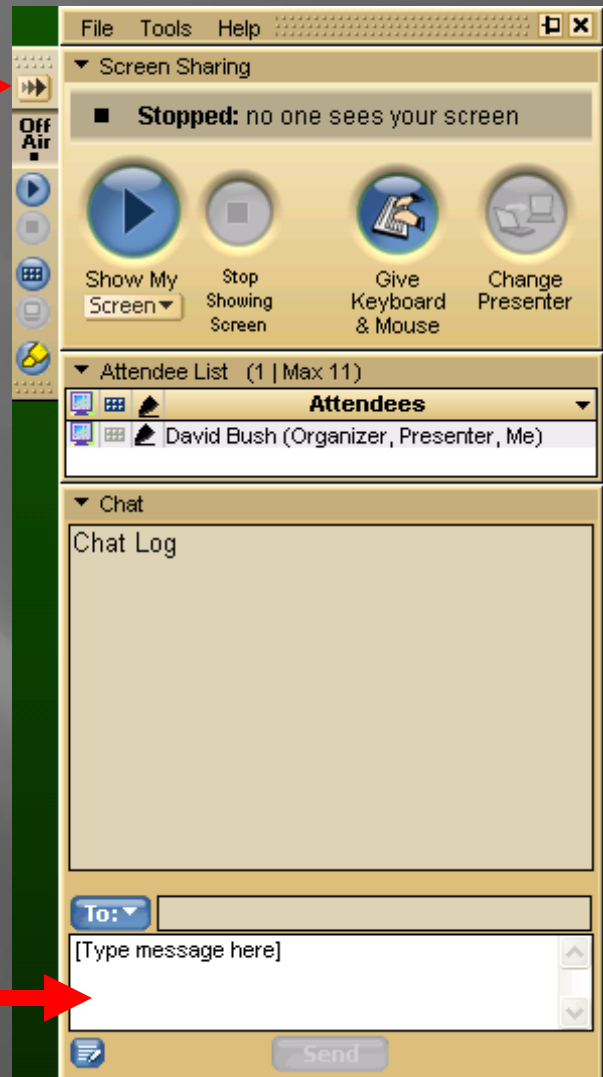 File Tools Help
Screen Sharing
Off
Air
Stopped: no one sees your screen
Show My
Screen
Stop
Showing
Screen
Give
Keyboard
& Mouse
Change
Presenter
Attendee List (1 | Max 11)
Attendees
David Bush (Organizer, Presenter, Me)
Chat
Chat Log
To:
[Type message here]
Send